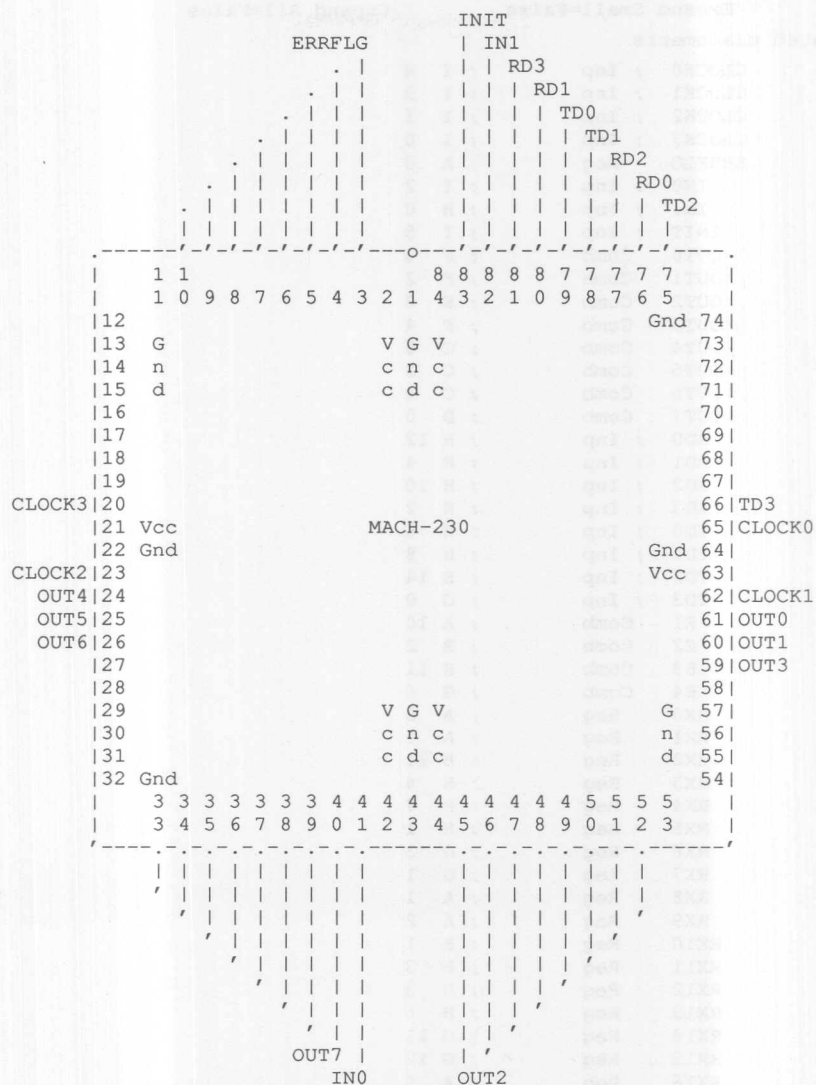 INIT
ERRFLG | IN1
. | | | RD3
. | | | | | RD1
. | | | | | | | TD0
. | | | | | | | | | TD1
. | | | | | | | | | | | RD2
. | | | | | | | | | | | | | RD0
. | | | | | | | | | | | | | | | TD2
| | | | | | | | | | | | | | | | |
.-----'-'-'-'-'-'-'-'---o---'-'-'-'-'-'-'-'-'---.
| 1 1 8 8 8 8 8 7 7 7 7 7 |
| 1 0 9 8 7 6 5 4 3 2 1 4 3 2 1 0 9 8 7 6 5 |
|12 Gnd 74|
|13 G V G V 73|
|14 n c n c 72|
|15 d c d c 71|
|16 70|
|17 69|
|18 68|
|19 67|
CLOCK3|20 66|TD3
|21 Vcc MACH-230 65|CLOCK0
|22 Gnd Gnd 64|
CLOCK2|23 Vcc 63|
OUT4|24 62|CLOCK1
OUT5|25 61|OUT0
OUT6|26 60|OUT1
|27 59|OUT3
|28 58|
|29 V G V G 57|
|30 c n c n 56|
|31 c d c d 55|
|32 Gnd 54|
| 3 3 3 3 3 3 3 4 4 4 4 4 4 4 4 4 4 5 5 5 5 |
| 3 4 5 6 7 8 9 0 1 2 3 4 5 6 7 8 9 0 1 2 3 |
'----.-.-.-.-.-.-.-.-.-------.-.-.-.-.-.-.-.----'
| | | | | | | | | | | | | | | | |
' | | | | | | | | | | | | | | | |
' | | | | | | | | | | | | | | '
' | | | | | | | | | | | | '
' | | | | | | | | | | '
' | | | | | | | | '
' | | | | | | '
' | | | | '
OUT7 | | '
IN0 OUT2